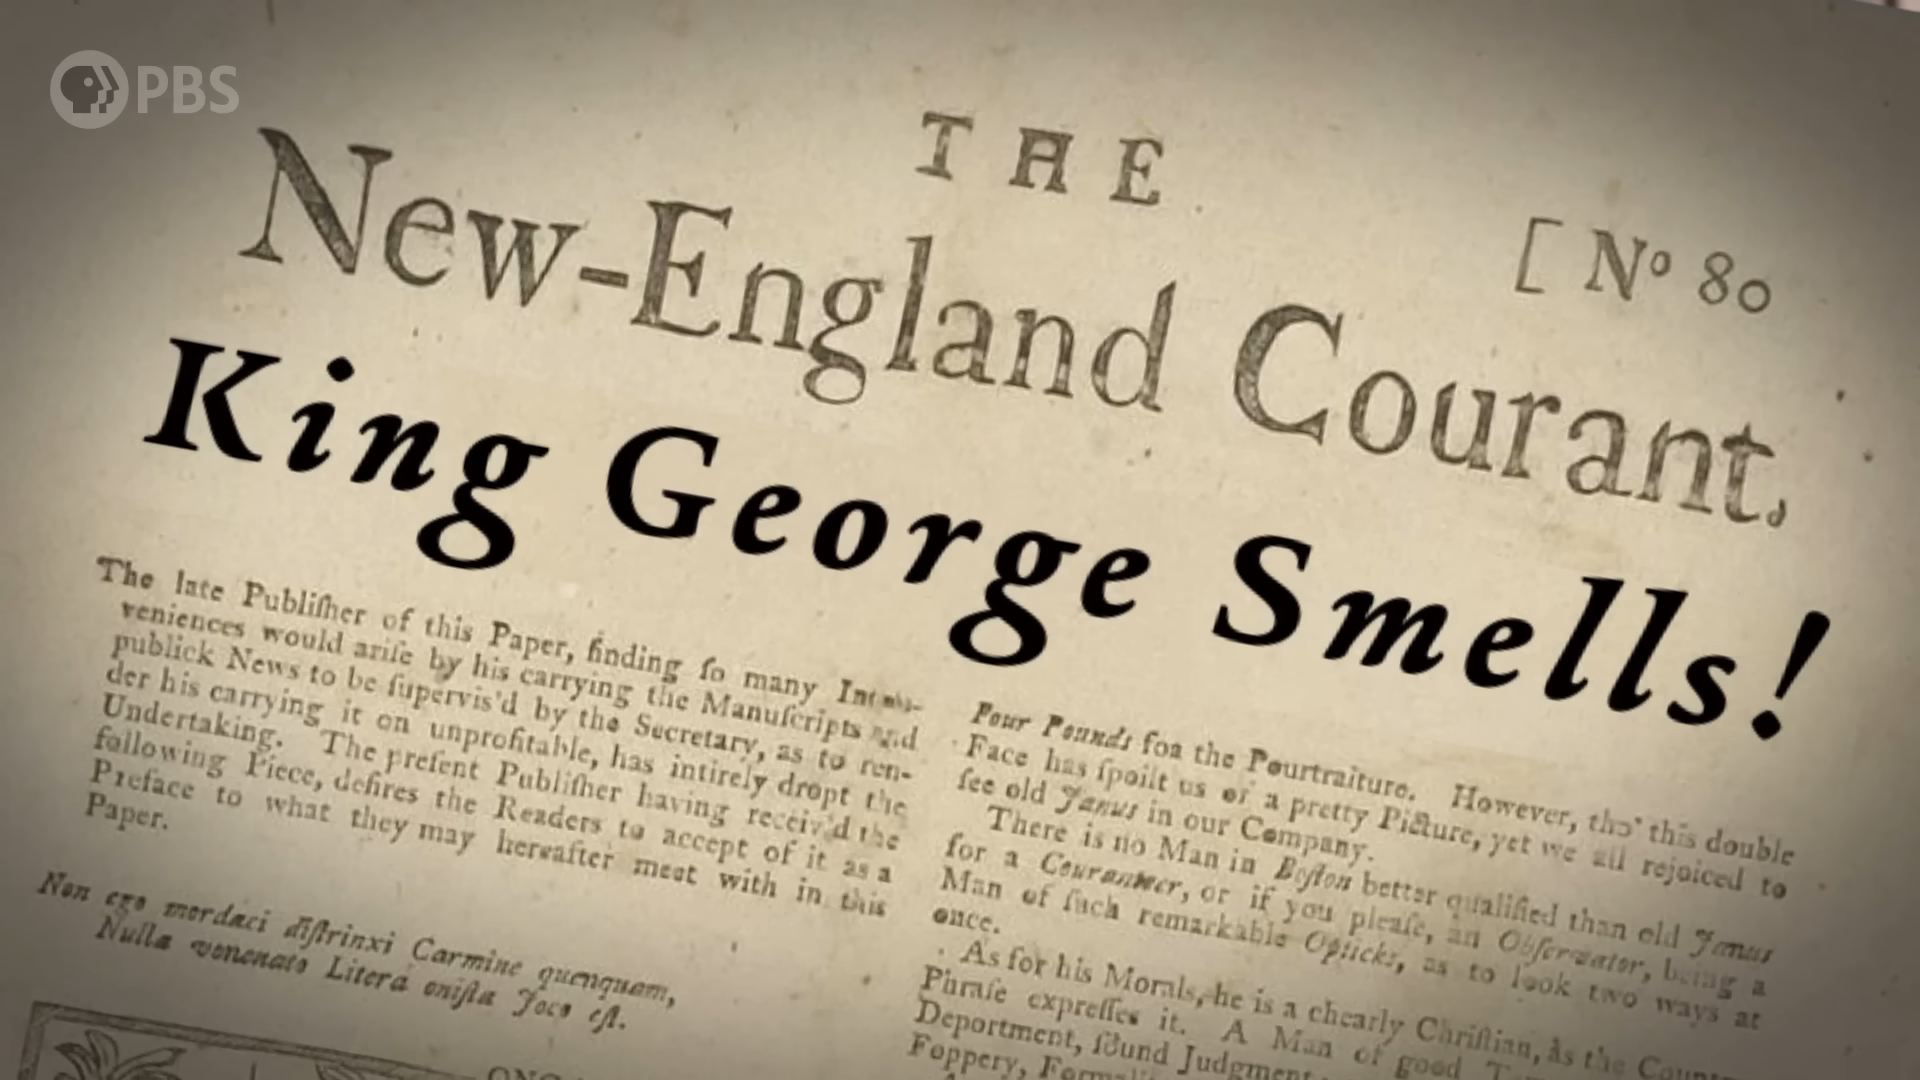 PBS
THE
New-England Courant.
[ Nº 80
King George Smells!
The late Publiſher of this Paper, finding ſo many
veniences would ariſe by his carrying the Manuſcripts and
publick News to be ſupervis'd by the Secretary, as to ren-
der his carrying it on unprofitable, has intirely dropt the
Undertaking. The preſent Publiſher having receiv'd the
following Piece, deſires the Readers to accept of it as a
Preface to what they may hereafter meet with in this
Paper.
Non ego mordaci diſtrinxi Carmine quenquam,
Nulla venenato Litera oniſta Joco eſt.
Four Pounds foa the Pourtraiture. However, tho' this double
Face has ſpoilt us of a pretty Picture, yet we all rejoiced to
ſee old Janus in our Company.
There is no Man in Boſton better qualified than old Janus
for a Couranteer, or if you pleaſe, an Obſervator, being a
Man of ſuch remarkable Opticks, as to look two ways at
once.
As for his Morals, he is a chearly Chriſtian, as the
Phraſe expreſſes it. A Man of good
Deportment, ſound Judgment
Foppery,